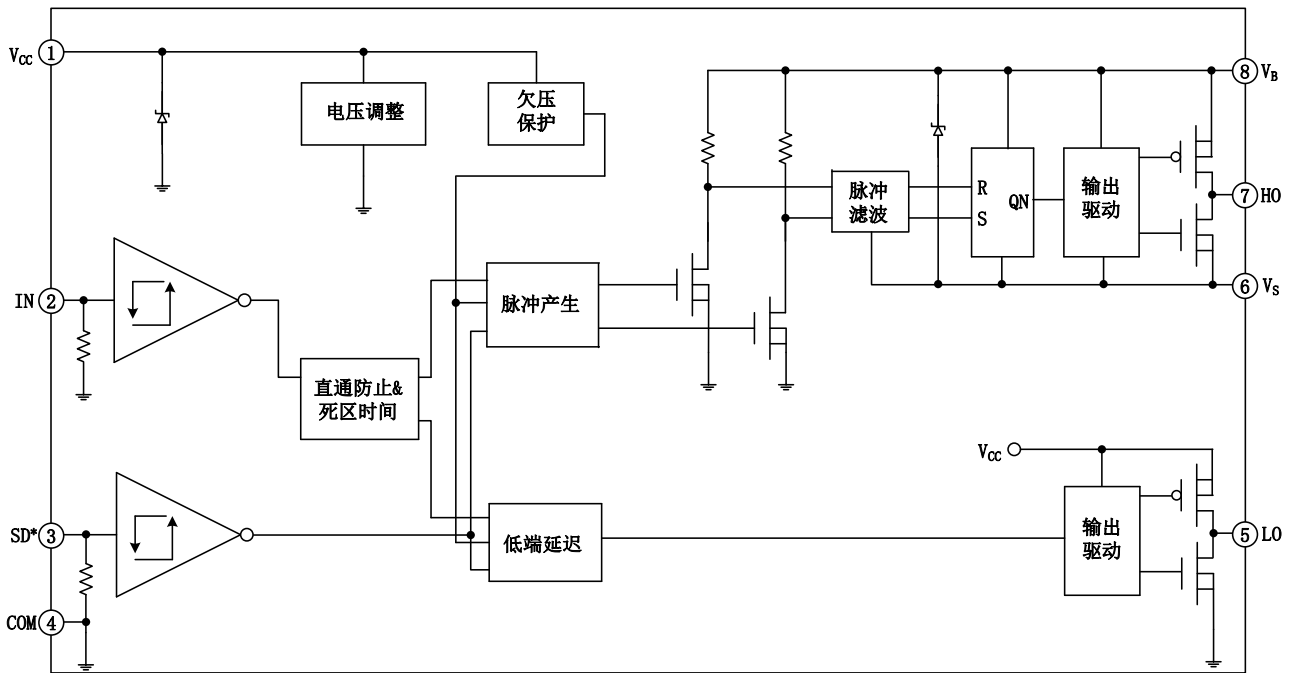 VCC 1
电压调整
欠压
保护
8 VB
脉冲
滤波
R
S
QN
输出
驱动
7 HO
6 VS
IN 2
脉冲产生
直通防止&
死区时间
VCC
SD* 3
低端延迟
输出
驱动
5 LO
COM 4